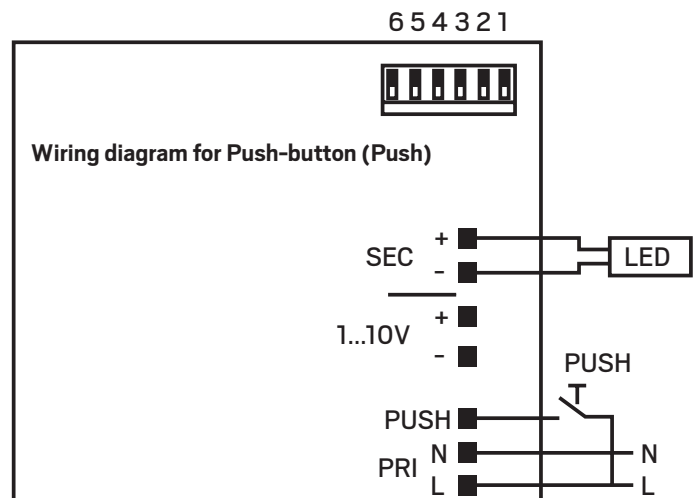 6 5 4 3 2 1
Wiring diagram for Push-button (Push)
SEC
+
-
LED
1...10V
+
-
PUSH
PUSH
PRI
N
N
L
L